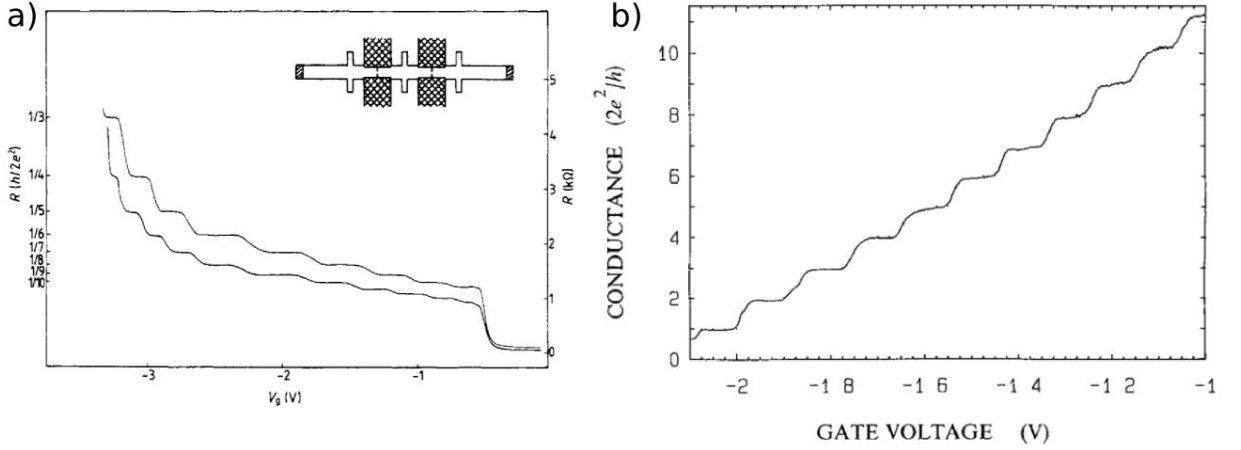 a)
R (h/2e²)
1/3
1/4
1/5
1/6
1/7
1/8
1/9
1/10
5
4
3
2
1
0
R (kΩ)
-3 -2 -1
Vg (V)
b)
CONDUCTANCE (2e²/h)
10
8
6
4
2
0
-2 -1 8 -1 6 -1 4 -1 2 -1
GATE VOLTAGE (V)